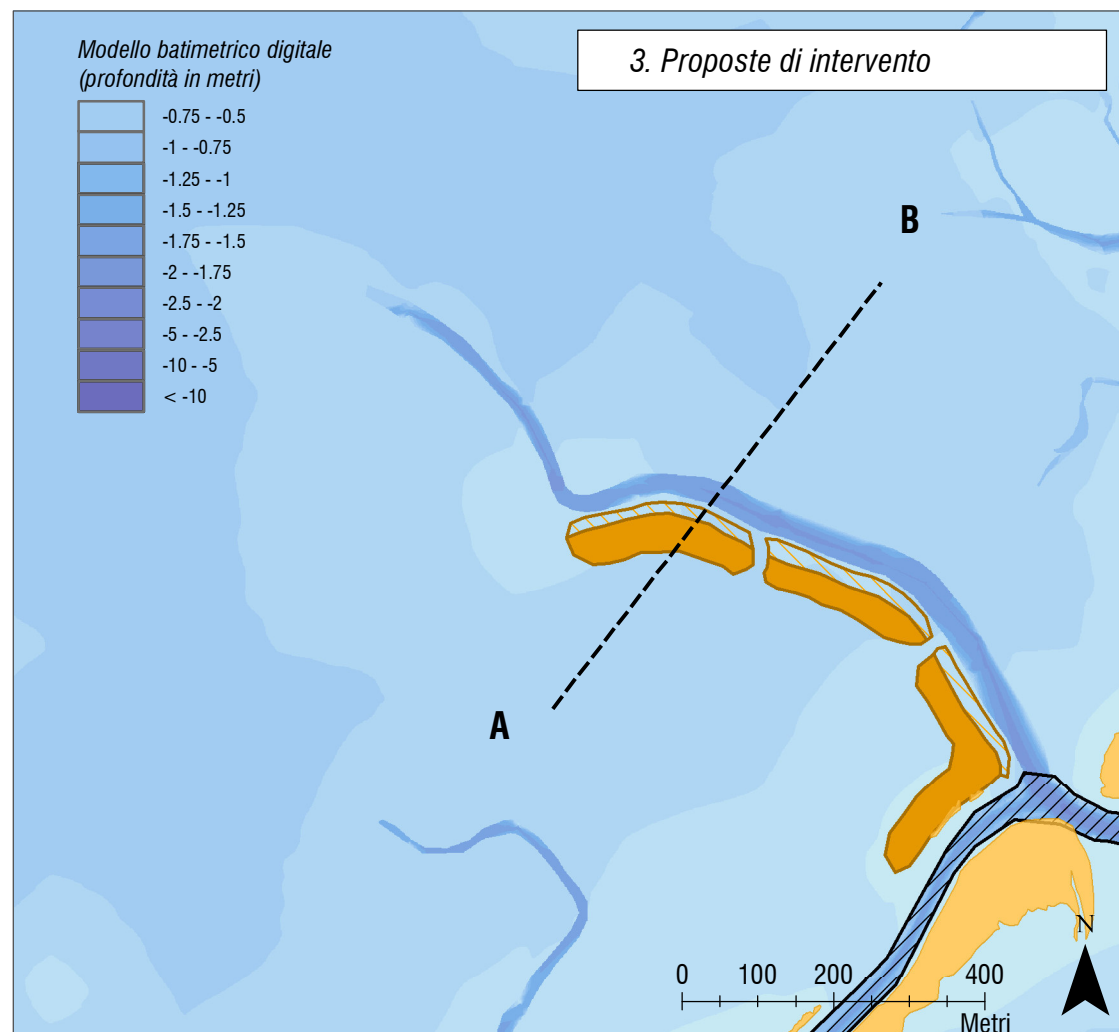 Modello batimetrico digitale
(profondità in metri)
-0.75 - -0.5
-1 - -0.75
-1.25 - -1
-1.5 - -1.25
-1.75 - -1.5
-2 - -1.75
-2.5 - -2
-5 - -2.5
-10 - -5
< -10
3. Proposte di intervento
B
A
N
0 100 200 400
Metri